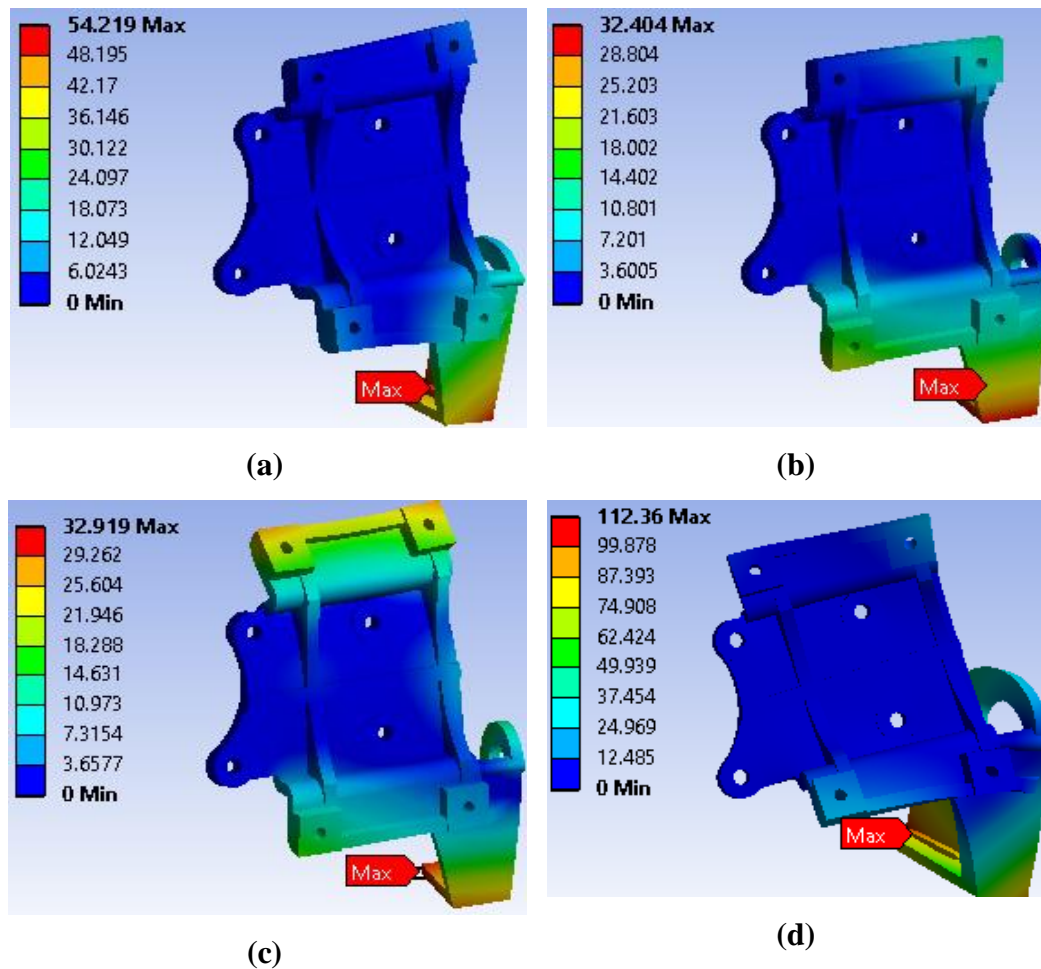 54.219 Max
48.195
42.17
36.146
30.122
24.097
18.073
12.049
6.0243
0 Min
Max
(a)
32.404 Max
28.804
25.203
21.603
18.002
14.402
10.801
7.201
3.6005
0 Min
Max
(b)
32.919 Max
29.262
25.604
21.946
18.288
14.631
10.973
7.3154
3.6577
0 Min
Max
(c)
112.36 Max
99.878
87.393
74.908
62.424
49.939
37.454
24.969
12.485
0 Min
Max
(d)